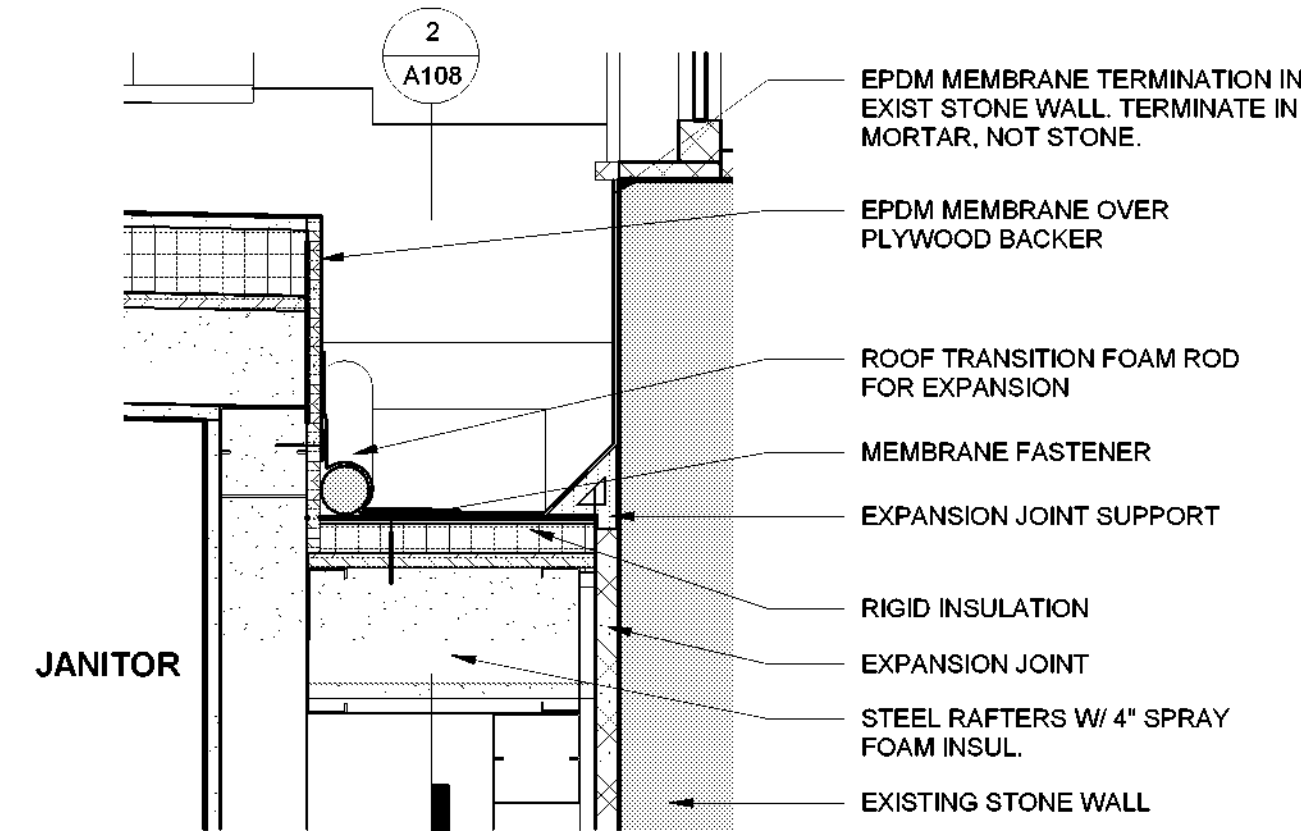 2
A108
EPDM MEMBRANE TERMINATION IN
EXIST STONE WALL. TERMINATE IN
MORTAR, NOT STONE.
EPDM MEMBRANE OVER
PLYWOOD BACKER
ROOF TRANSITION FOAM ROD
FOR EXPANSION
MEMBRANE FASTENER
EXPANSION JOINT SUPPORT
RIGID INSULATION
JANITOR
EXPANSION JOINT
STEEL RAFTERS W/ 4" SPRAY
FOAM INSUL.
EXISTING STONE WALL